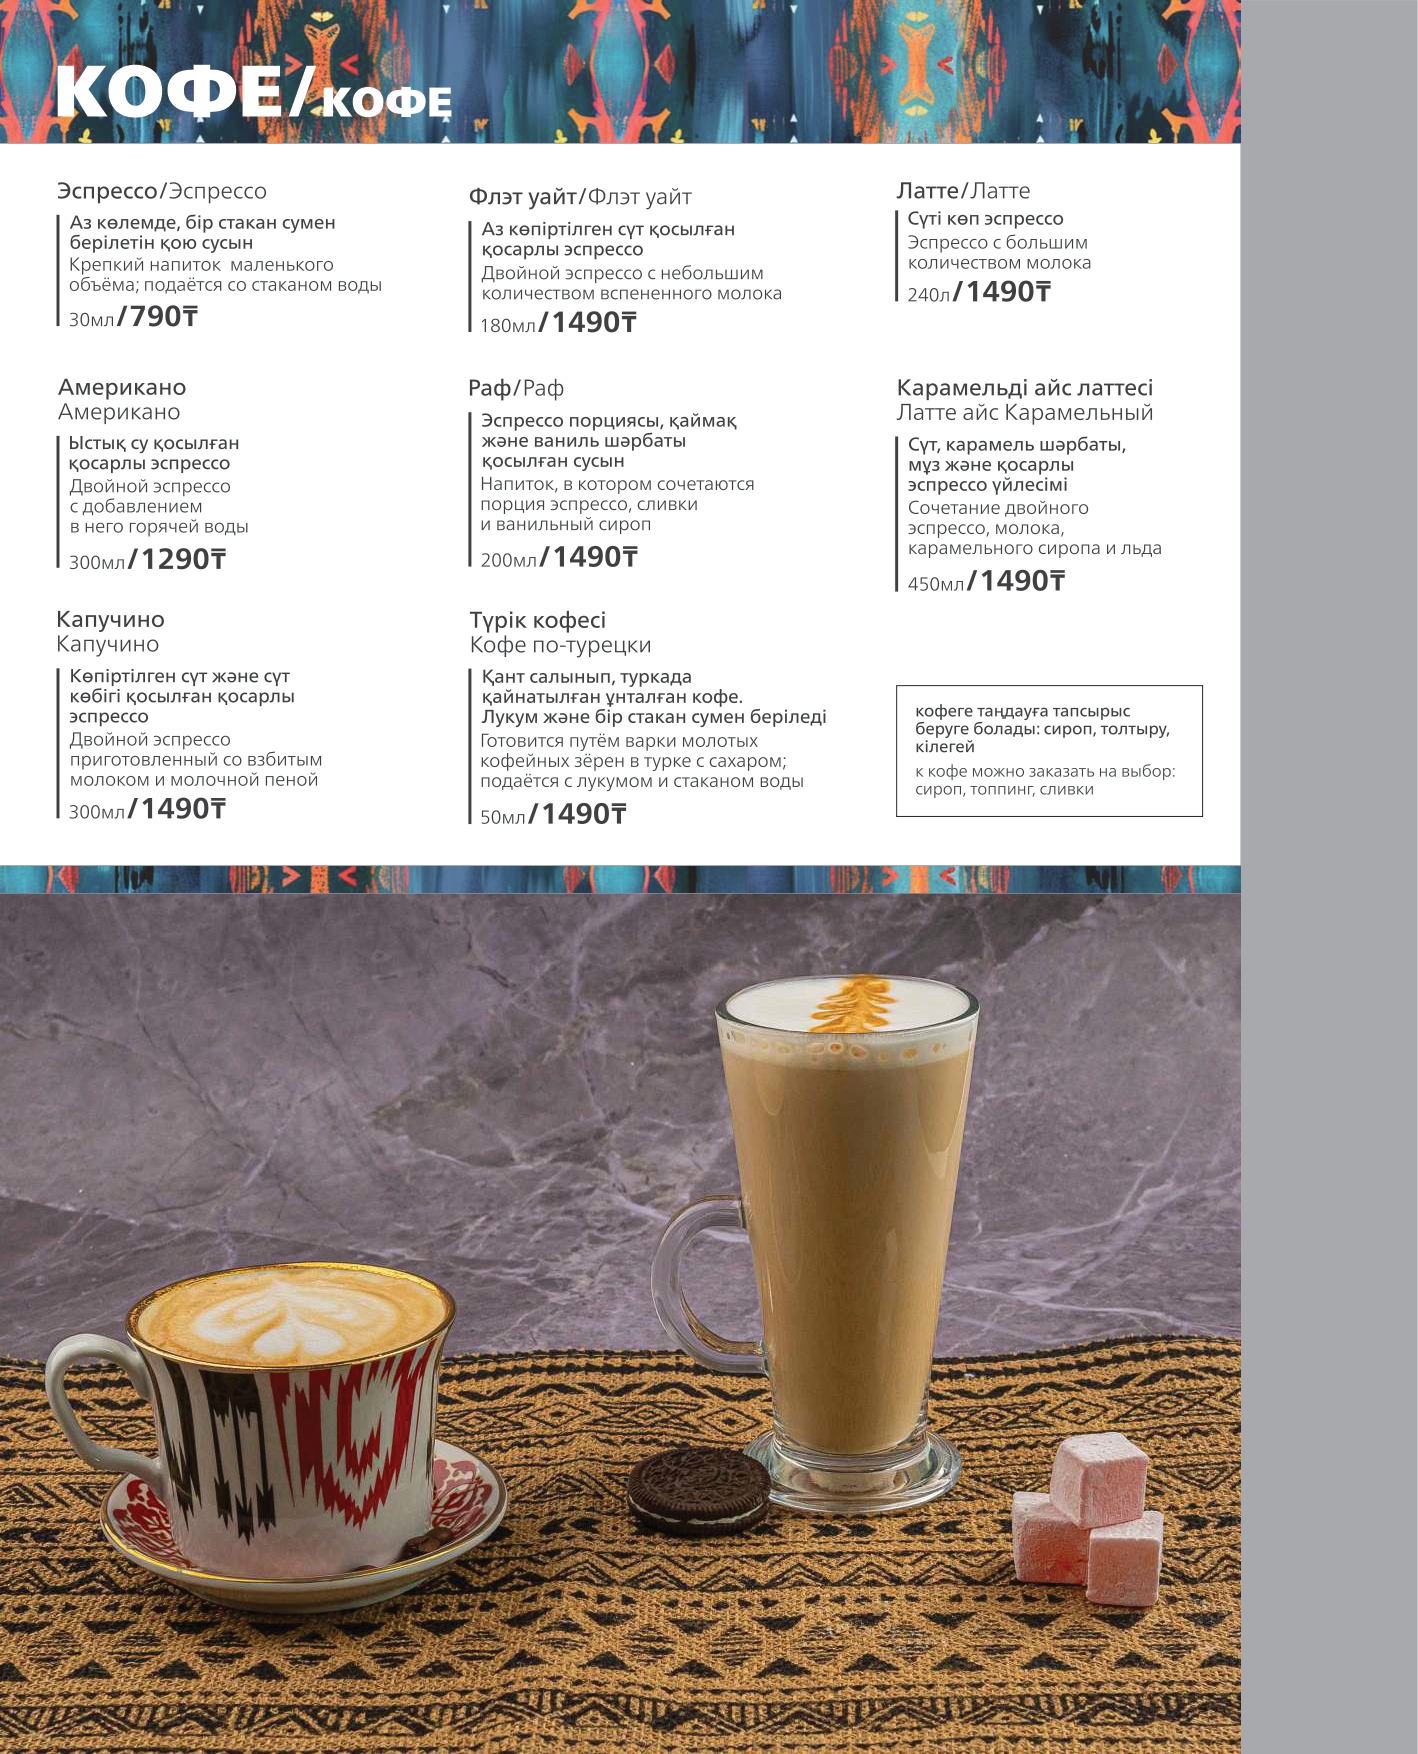 КОФЕ/КОФЕ
Эспрессо/Эспрессо
Аз көлемде, бір стакан сумен
берілетін қою сусын
Крепкий напиток маленького
объёма; подаётся со стаканом воды
30мл/790₸
Американо
Американо
Ыстық су қосылған
қосарлы эспрессо
Двойной эспрессо
с добавлением
в него горячей воды
300мл/1290₸
Капучино
Капучино
Көпіртілген сүт және сүт
көбігі қосылған қосарлы
эспрессо
Двойной эспрессо
приготовленный со взбитым
молоком и молочной пеной
300мл/1490₸
Флэт уайт/Флэт уайт
Аз көпіртілген сүт қосылған
қосарлы эспрессо
Двойной эспрессо с небольшим
количеством вспененного молока
180мл/1490₸
Раф/Раф
Эспрессо порциясы, қаймақ
және ваниль шәрбаты
қосылған сусын
Напиток, в котором сочетаются
порция эспрессо, сливки
и ванильный сироп
200мл/1490₸
Түрік кофесі
Кофе по-турецки
Қант салынып, туркада
қайнатылған ұнталған кофе.
Лукум және бір стакан сумен беріледі
Готовится путём варки молотых
кофейных зёрен в турке с сахаром;
подаётся с лукумом и стаканом воды
50мл/1490₸
Латте/Латте
Сүті көп эспрессо
Эспрессо с большим
количеством молока
240л/1490₸
Карамельді айс латтесі
Латте айс Карамельный
Сүт, карамель шәрбаты,
мұз және қосарлы
эспрессо үйлесімі
Сочетание двойного
эспрессо, молока,
карамельного сиропа и льда
450мл/1490₸
кофеге таңдауға тапсырыс
беруге болады: сироп, толтыру,
кілегей
к кофе можно заказать на выбор:
сироп, топпинг, сливки